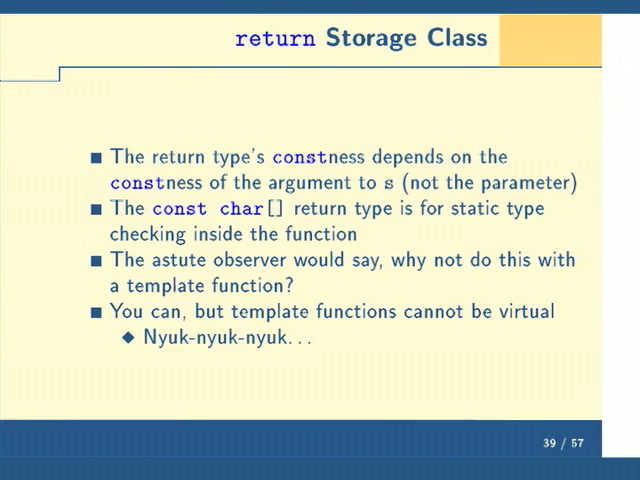 return Storage Class
■ The return type's constness depends on the
constness of the argument to s (not the parameter)
■ The const char[] return type is for static type
checking inside the function
■ The astute observer would say, why not do this with
a template function?
■ You can, but template functions cannot be virtual
◆ Nyuk-nyuk-nyuk...
39 / 57